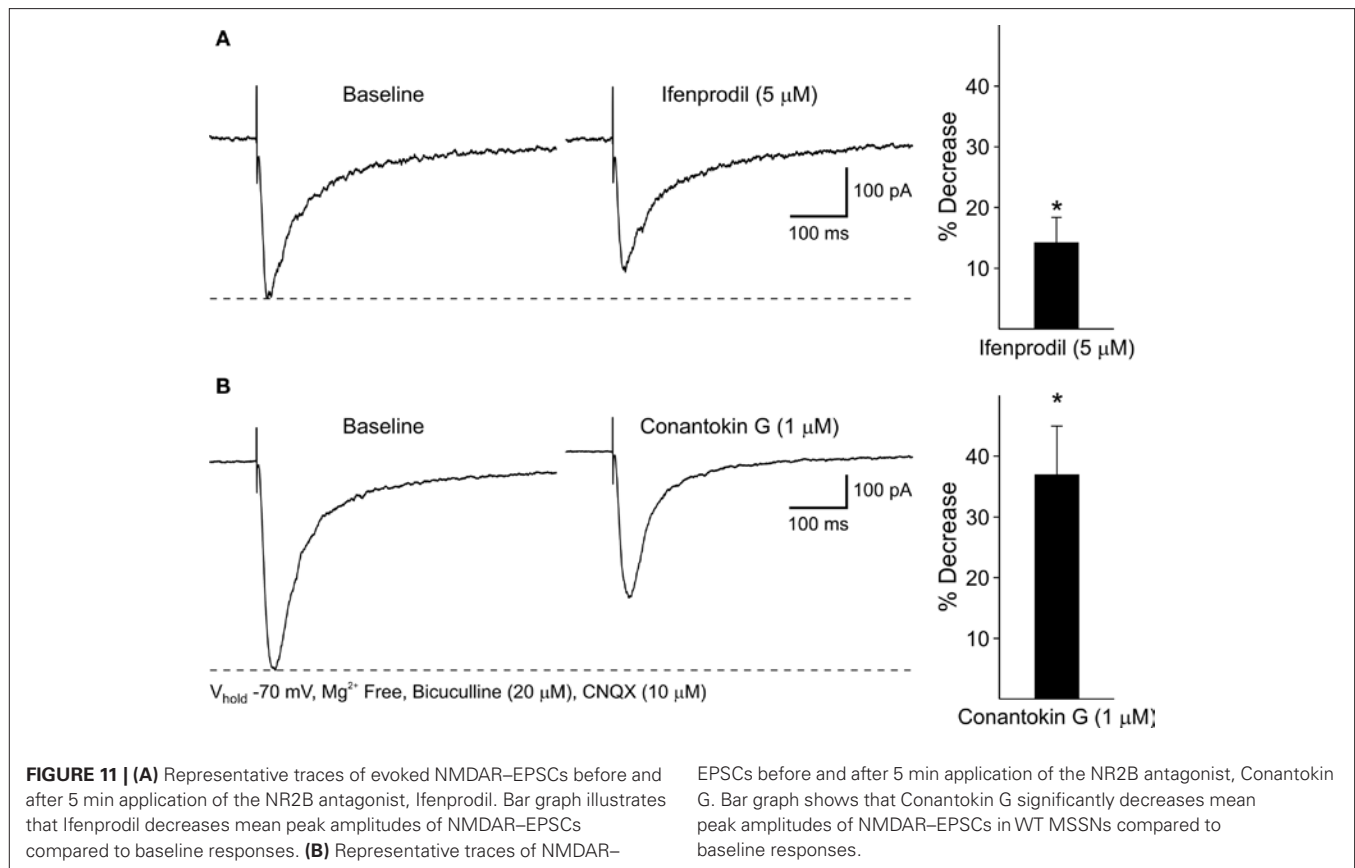 A
Baseline
Ifenprodil (5 μM)
100 pA
100 ms
% Decrease
40
30
20
10
*
Ifenprodil (5 μM)
B
Baseline
Conantokin G (1 μM)
100 pA
100 ms
% Decrease
40
30
20
10
*
Conantokin G (1 μM)
Vhold -70 mV, Mg2+ Free, Bicuculline (20 μM), CNQX (10 μM)
FIGURE 11 | (A) Representative traces of evoked NMDAR–EPSCs before and
after 5 min application of the NR2B antagonist, Ifenprodil. Bar graph illustrates
that Ifenprodil decreases mean peak amplitudes of NMDAR–EPSCs
compared to baseline responses. (B) Representative traces of NMDAR–
EPSCs before and after 5 min application of the NR2B antagonist, Conantokin
G. Bar graph shows that Conantokin G significantly decreases mean
peak amplitudes of NMDAR–EPSCs in WT MSSNs compared to
baseline responses.